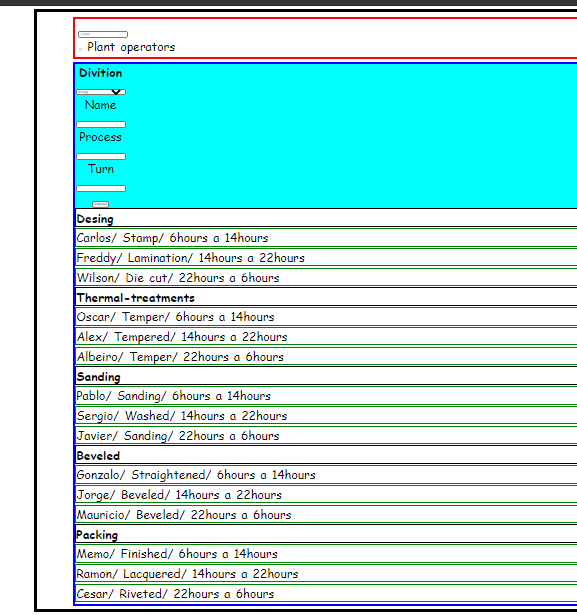 Plant operators
Divition
Name
Process
Turn
Desing
Carlos/ Stamp/ 6hours a 14hours
Freddy/ Lamination/ 14hours a 22hours
Wilson/ Die cut/ 22hours a 6hours
Thermal-treatments
Oscar/ Temper/ 6hours a 14hours
Alex/ Tempered/ 14hours a 22hours
Albeiro/ Temper/ 22hours a 6hours
Sanding
Pablo/ Sanding/ 6hours a 14hours
Sergio/ Washed/ 14hours a 22hours
Javier/ Sanding/ 22hours a 6hours
Beveled
Gonzalo/ Straightened/ 6hours a 14hours
Jorge/ Beveled/ 14hours a 22hours
Mauricio/ Beveled/ 22hours a 6hours
Packing
Memo/ Finished/ 6hours a 14hours
Ramon/ Lacquered/ 14hours a 22hours
Cesar/ Riveted/ 22hours a 6hours